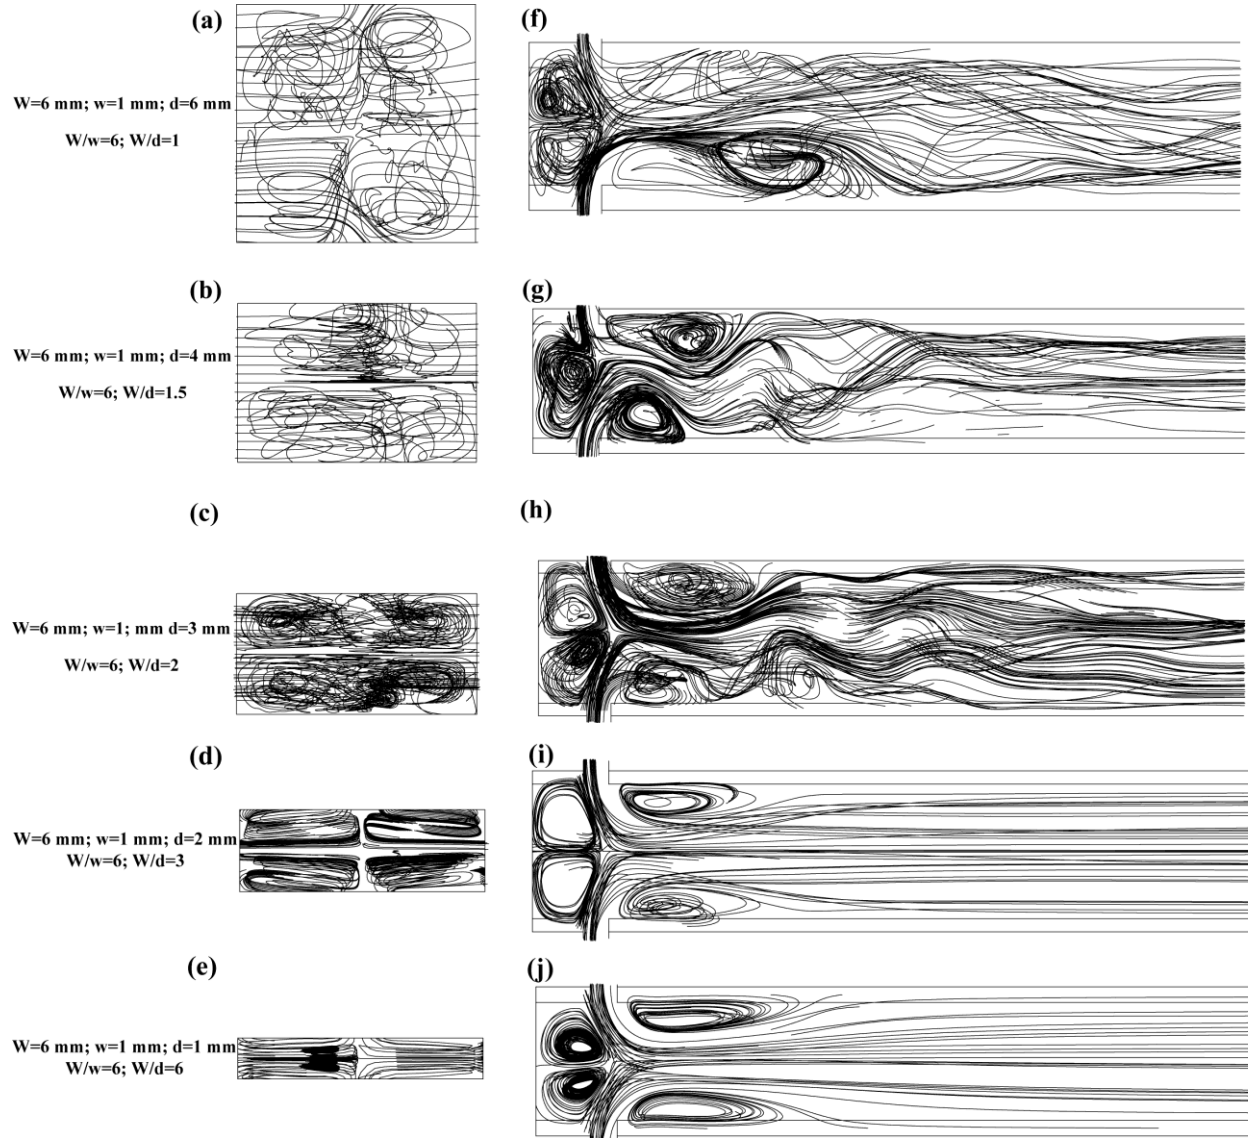 (a)
(f)
W=6 mm; w=1 mm; d=6 mm
W/w=6; W/d=1
(b)
(g)
W=6 mm; w=1 mm; d=4 mm
W/w=6; W/d=1.5
(c)
(h)
W=6 mm; w=1; mm d=3 mm
W/w=6; W/d=2
(d)
(i)
W=6 mm; w=1 mm; d=2 mm
W/w=6; W/d=3
(e)
(j)
W=6 mm; w=1 mm; d=1 mm
W/w=6; W/d=6